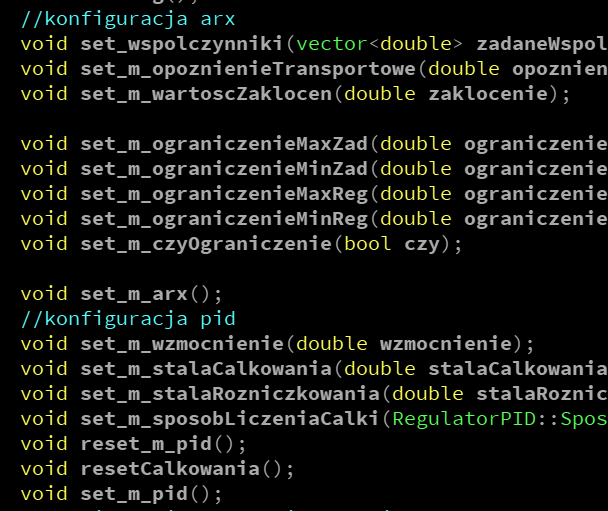 //konfiguracja arx
void set_wspolczynniki(vector<double> zadaneWspol
void set_m_opoznienieTransportowe(double opoznien
void set_m_wartoscZaklocen(double zaklocenie);
void set_m_ograniczenieMaxZad(double ograniczenie
void set_m_ograniczenieMinZad(double ograniczenie
void set_m_ograniczenieMaxReg(double ograniczenie
void set_m_ograniczenieMinReg(double ograniczenie
void set_m_czyOgraniczenie(bool czy);
void set_m_arx();
//konfiguracja pid
void set_m_wzmocnienie(double wzmocnienie);
void set_m_stalaCalkowania(double stalaCalkowania
void set_m_stalaRozniczkowania(double stalaRoznic
void set_m_sposobLiczeniaCalki(RegulatorPID::Spos
void reset_m_pid();
void resetCalkowania();
void set_m_pid();